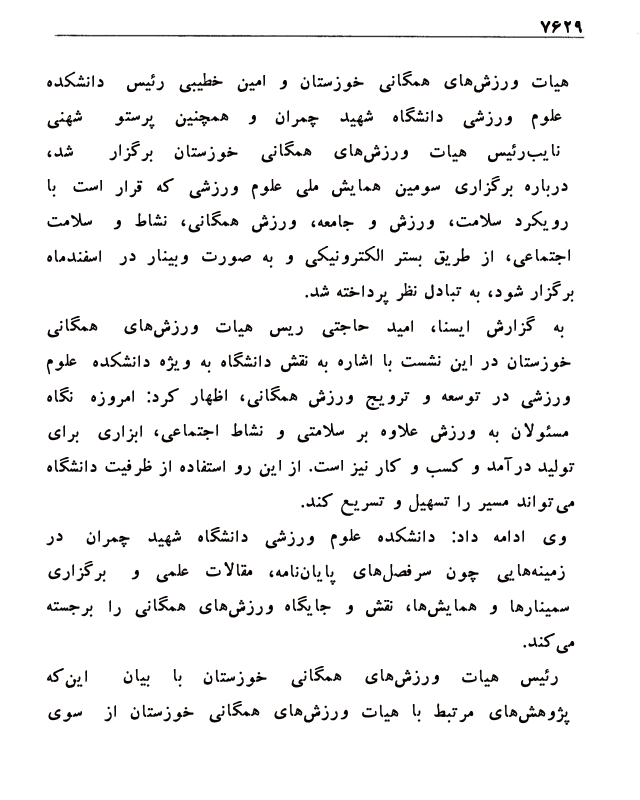 ۷۶۲۹
هیات ورزش‌های همگانی خوزستان و امین خطیبی رئیس دانشکده
علوم ورزشی دانشگاه شهید چمران و همچنین پرستو شهنی
نایب‌رئیس هیات ورزش‌های همگانی خوزستان برگزار شد،
درباره برگزاری سومین همایش ملی علوم ورزشی که قرار است با
رویکرد سلامت، ورزش و جامعه، ورزش همگانی، نشاط و سلامت
اجتماعی، از طریق بستر الکترونیکی و به صورت وبینار در اسفندماه
برگزار شود، به تبادل نظر پرداخته شد.
به گزارش ایسنا، امید حاجتی ریس هیات ورزش‌های همگانی
خوزستان در این نشست با اشاره به نقش دانشگاه به ویژه دانشکده علوم
ورزشی در توسعه و ترویج ورزش همگانی، اظهار کرد: امروزه نگاه
مسئولان به ورزش علاوه بر سلامتی و نشاط اجتماعی، ابزاری برای
تولید درآمد و کسب و کار نیز است. از این رو استفاده از ظرفیت دانشگاه
می‌تواند مسیر را تسهیل و تسریع کند.
وی ادامه داد: دانشکده علوم ورزشی دانشگاه شهید چمران در
زمینه‌هایی چون سرفصل‌های پایان‌نامه، مقالات علمی و برگزاری
سمینارها و همایش‌ها، نقش و جایگاه ورزش‌های همگانی را برجسته
می‌کند.
رئیس هیات ورزش‌های همگانی خوزستان با بیان این‌که
پژوهش‌های مرتبط با هیات ورزش‌های همگانی خوزستان از سوی